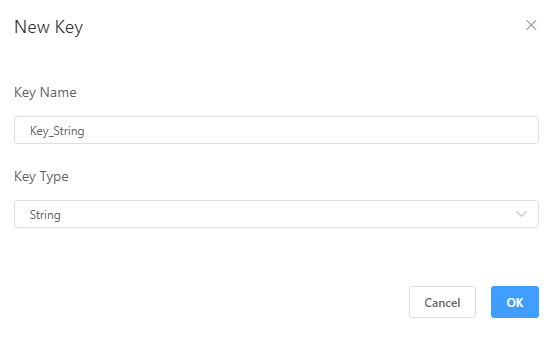 New Key
Key Name
Key_String
Key Type
String
Cancel
OK